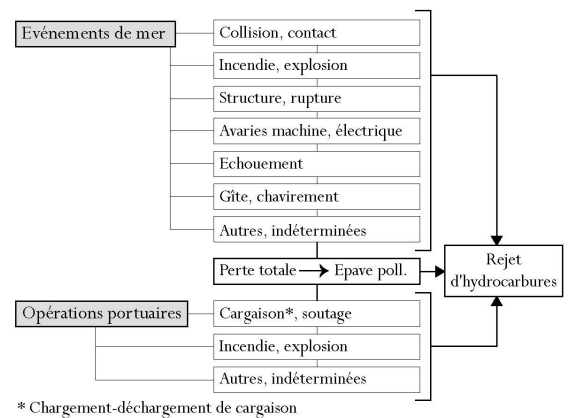 Evénements de mer
Collision, contact
Incendie, explosion
Structure, rupture
Avaries machine, électrique
Echouement
Gîte, chavirement
Autres, indéterminées
Perte totale → Epave poll.
Rejet
d'hydrocarbures
Opérations portuaires
Cargaison*, soutage
Incendie, explosion
Autres, indéterminées
* Chargement-déchargement de cargaison